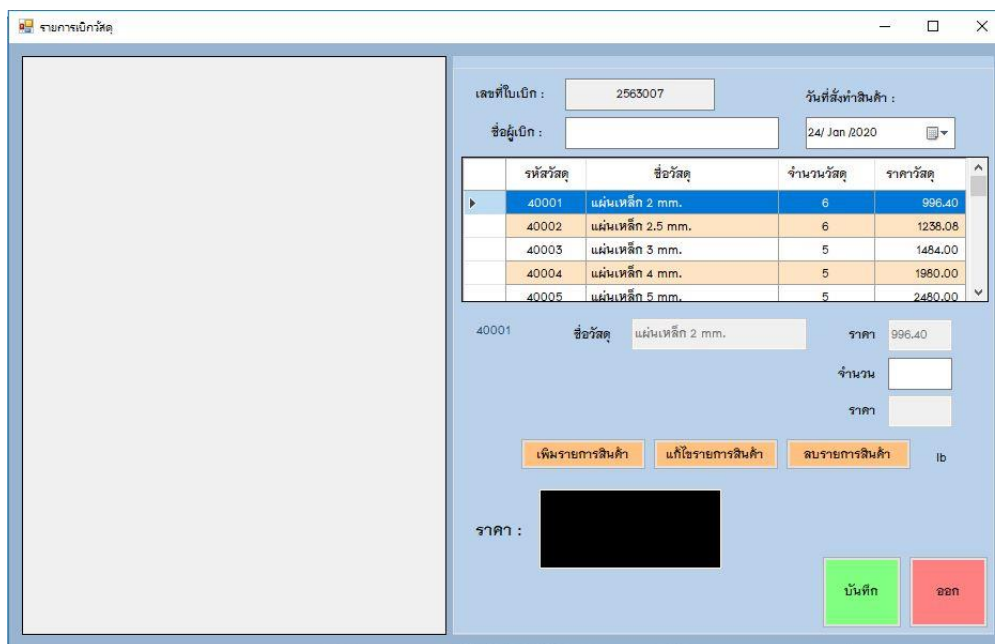 รายการเบิกวัสดุ
เลขที่ใบเบิก : 2563007 วันที่สั่งทำสินค้า :
ชื่อผู้เบิก : 24/ Jan /2020
รหัสวัสดุ ชื่อวัสดุ จำนวนวัสดุ ราคาวัสดุ
40001 แผ่นเหล็ก 2 mm. 6 996.40
40002 แผ่นเหล็ก 2.5 mm. 6 1238.08
40003 แผ่นเหล็ก 3 mm. 5 1484.00
40004 แผ่นเหล็ก 4 mm. 5 1980.00
40005 แผ่นเหล็ก 5 mm. 5 2480.00
40001 ชื่อวัสดุ แผ่นเหล็ก 2 mm. ราคา 996.40
จำนวน
ราคา
เพิ่มรายการสินค้า แก้ไขรายการสินค้า ลบรายการสินค้า lb
ราคา :
บันทึก ออก